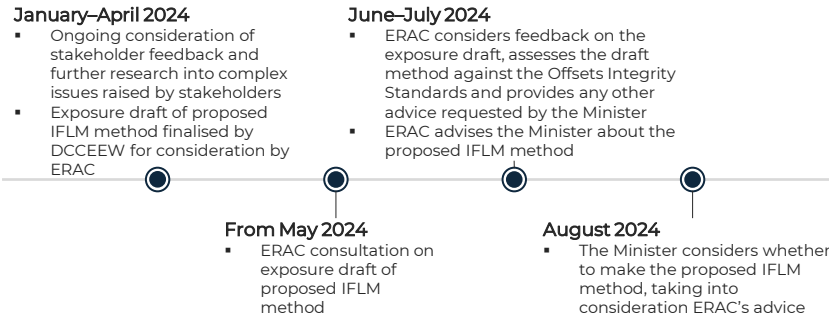 January–April 2024
▪ Ongoing consideration of
stakeholder feedback and
further research into complex
issues raised by stakeholders
▪ Exposure draft of proposed
IFLM method finalised by
DCCEEW for consideration by
ERAC
June–July 2024
▪ ERAC considers feedback on the
exposure draft, assesses the draft
method against the Offsets Integrity
Standards and provides any other
advice requested by the Minister
▪ ERAC advises the Minister about the
proposed IFLM method
From May 2024
▪ ERAC consultation on
exposure draft of
proposed IFLM
method
August 2024
▪ The Minister considers whether
to make the proposed IFLM
method, taking into
consideration ERAC’s advice